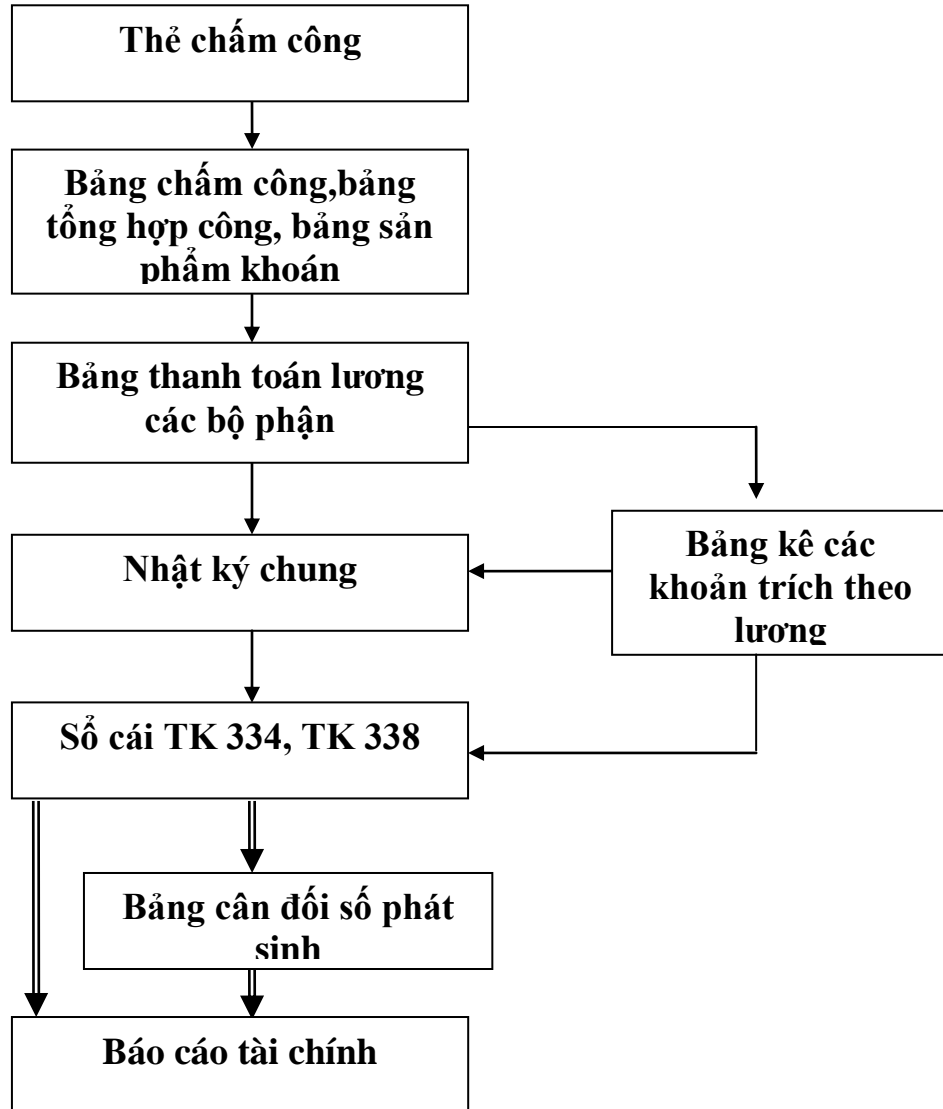 Thẻ chấm công
Bảng chấm công,bảng
tổng hợp công, bảng sản
phẩm khoán
Bảng thanh toán lương
các bộ phận
Nhật ký chung
Bảng kê các
khoản trích theo
lương
Sổ cái TK 334, TK 338
Bảng cân đối số phát
sinh
Báo cáo tài chính